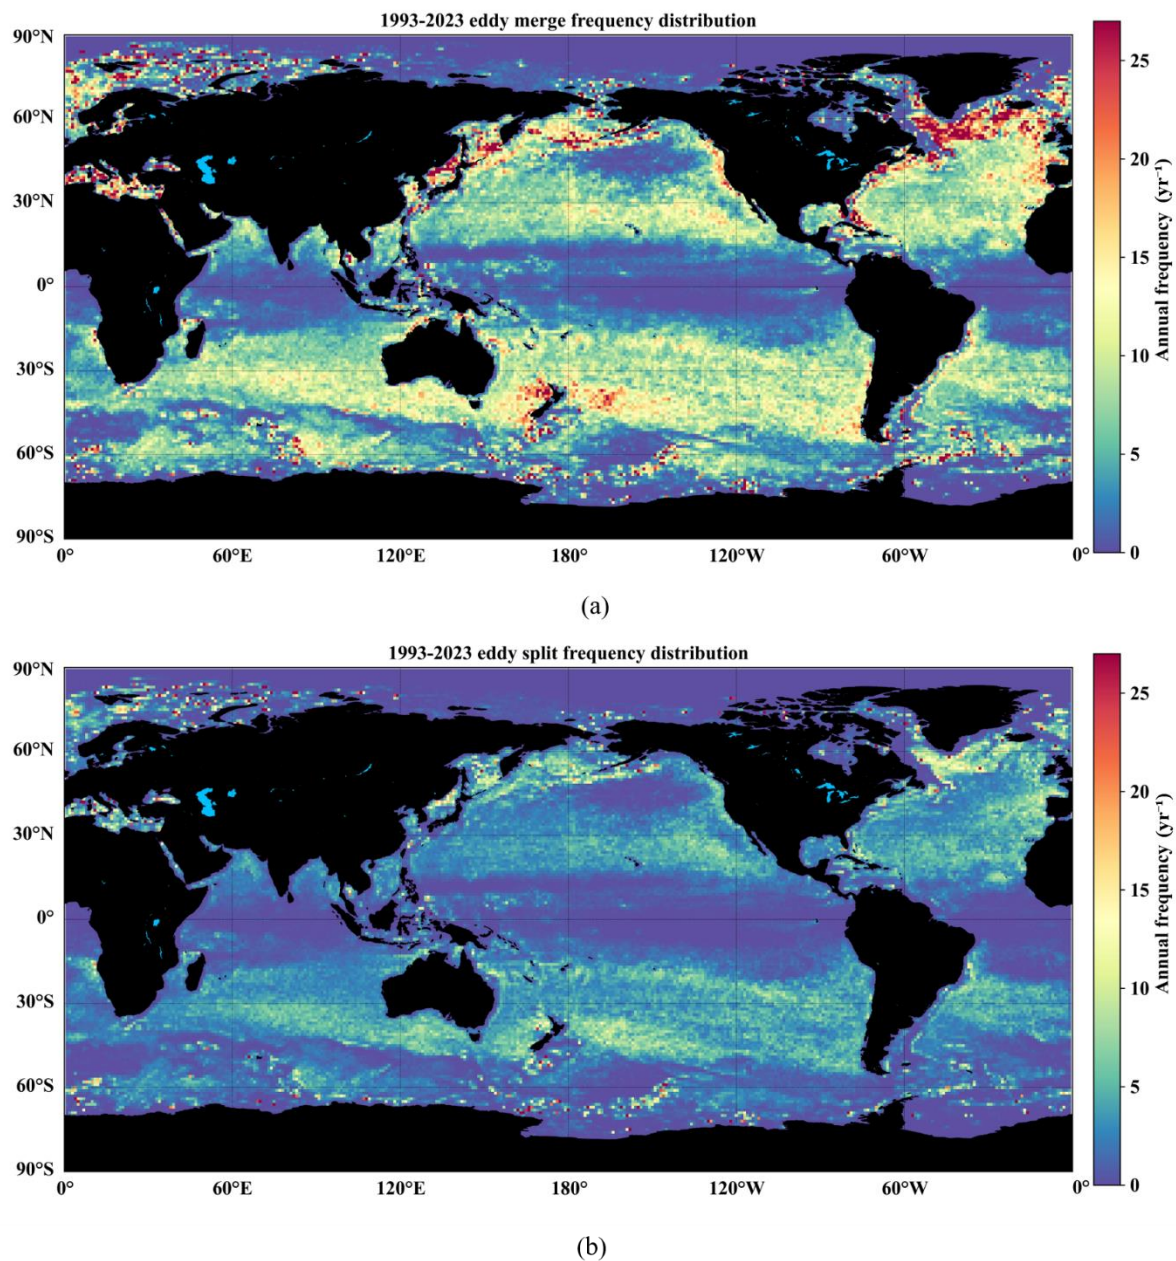 1993-2023 eddy merge frequency distribution
90°N
60°N
30°N
0°
30°S
60°S
90°S
0°
60°E
120°E
180°
120°W
60°W
0°
25
20
15
10
5
0
Annual frequency (yr⁻¹)
(a)
1993-2023 eddy split frequency distribution
90°N
60°N
30°N
0°
30°S
60°S
90°S
0°
60°E
120°E
180°
120°W
60°W
0°
25
20
15
10
5
0
Annual frequency (yr⁻¹)
(b)